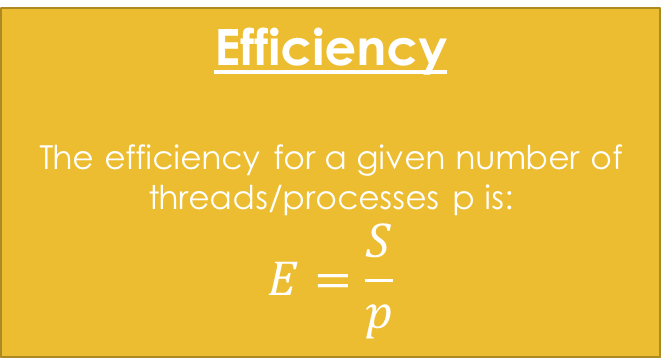 Efficiency
The efficiency for a given number of
threads/processes p is:
E = S/p